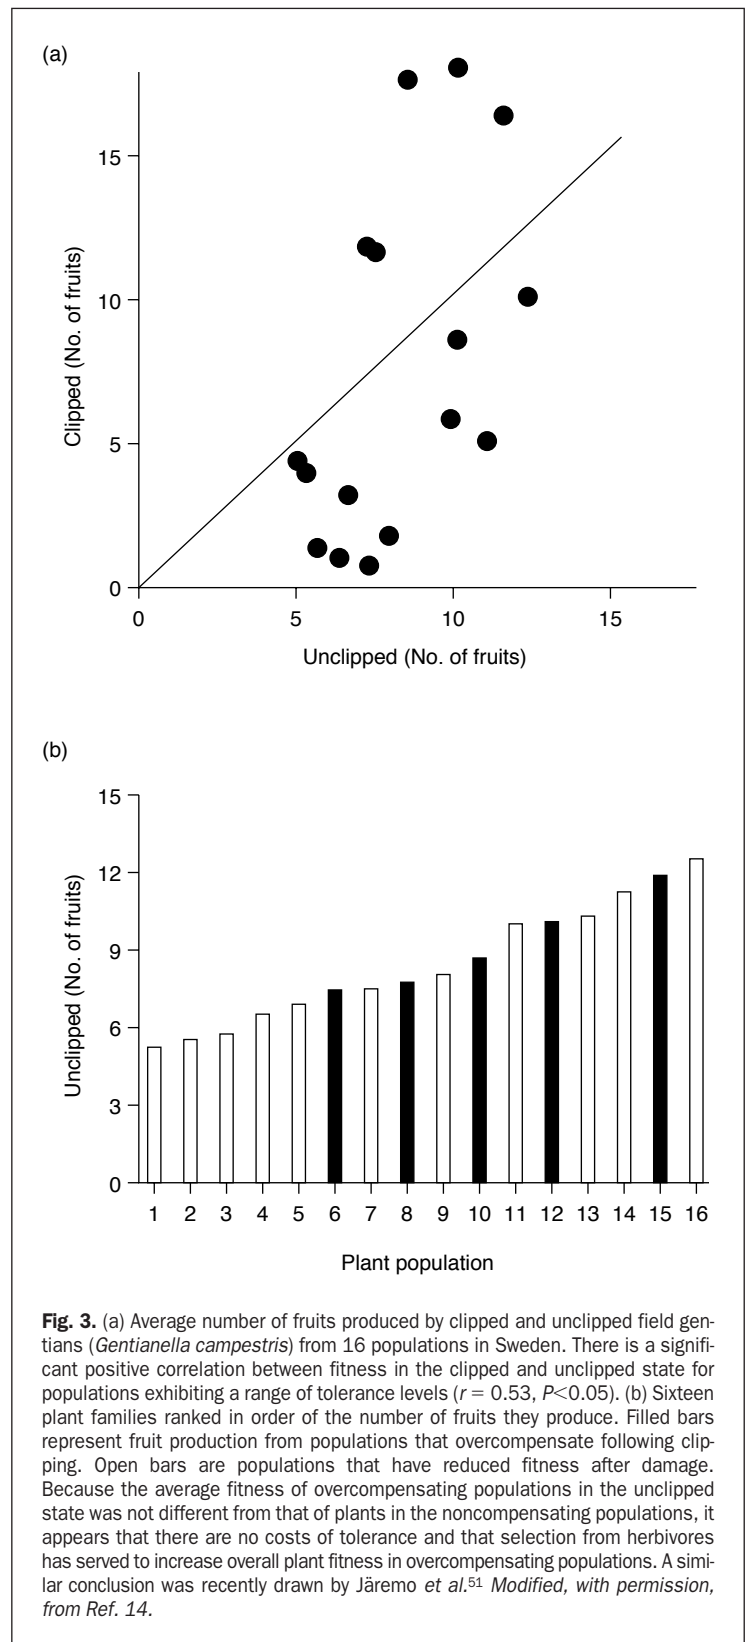 (a)
15
10
5
0
Clipped (No. of fruits)
0 5 10 15
Unclipped (No. of fruits)
(b)
15
12
9
6
3
0
Unclipped (No. of fruits)
1 2 3 4 5 6 7 8 9 10 11 12 13 14 15 16
Plant population
Fig. 3. (a) Average number of fruits produced by clipped and unclipped field gen-
tians (Gentianella campestris) from 16 populations in Sweden. There is a signifi-
cant positive correlation between fitness in the clipped and unclipped state for
populations exhibiting a range of tolerance levels (r = 0.53, P<0.05). (b) Sixteen
plant families ranked in order of the number of fruits they produce. Filled bars
represent fruit production from populations that overcompensate following clip-
ping. Open bars are populations that have reduced fitness after damage.
Because the average fitness of overcompensating populations in the unclipped
state was not different from that of plants in the noncompensating populations, it
appears that there are no costs of tolerance and that selection from herbivores
has served to increase overall plant fitness in overcompensating populations. A simi-
lar conclusion was recently drawn by Järemo et al.⁵¹ Modified, with permission,
from Ref. 14.